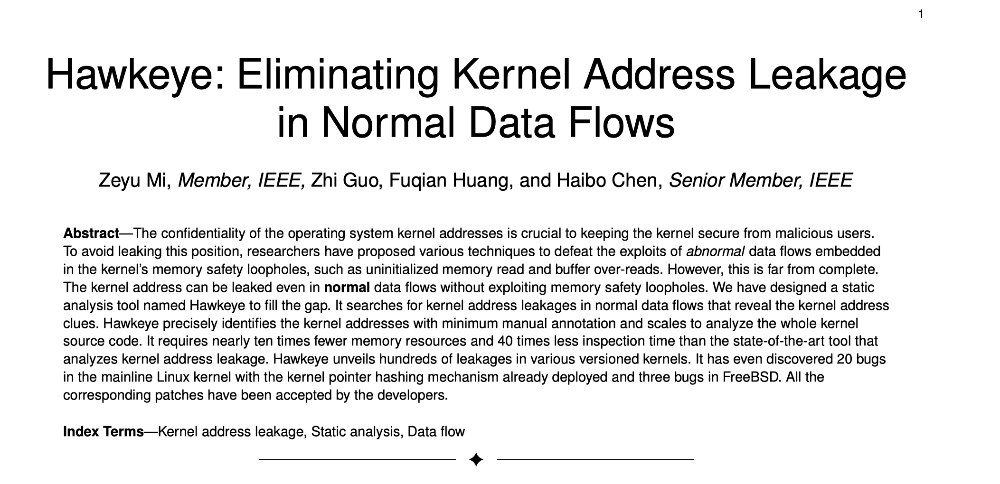 1
Hawkeye: Eliminating Kernel Address Leakage
in Normal Data Flows
Zeyu Mi, Member, IEEE, Zhi Guo, Fuqian Huang, and Haibo Chen, Senior Member, IEEE
Abstract—The confidentiality of the operating system kernel addresses is crucial to keeping the kernel secure from malicious users.
To avoid leaking this position, researchers have proposed various techniques to defeat the exploits of abnormal data flows embedded
in the kernel’s memory safety loopholes, such as uninitialized memory read and buffer over-reads. However, this is far from complete.
The kernel address can be leaked even in normal data flows without exploiting memory safety loopholes. We have designed a static
analysis tool named Hawkeye to fill the gap. It searches for kernel address leakages in normal data flows that reveal the kernel address
clues. Hawkeye precisely identifies the kernel addresses with minimum manual annotation and scales to analyze the whole kernel
source code. It requires nearly ten times fewer memory resources and 40 times less inspection time than the state-of-the-art tool that
analyzes kernel address leakage. Hawkeye unveils hundreds of leakages in various versioned kernels. It has even discovered 20 bugs
in the mainline Linux kernel with the kernel pointer hashing mechanism already deployed and three bugs in FreeBSD. All the
corresponding patches have been accepted by the developers.
Index Terms—Kernel address leakage, Static analysis, Data flow